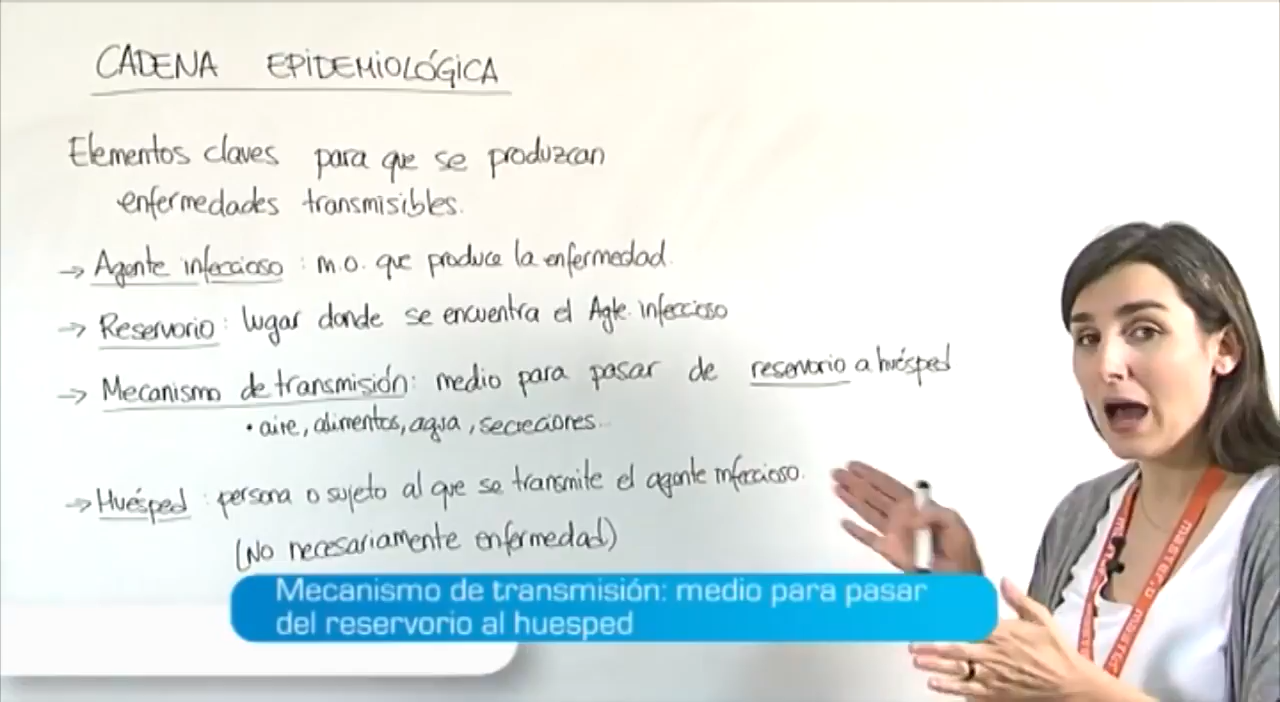 CADENA EPIDEMIOLÓGICA
Elementos claves para que se produzcan
enfermedades transmisibles.
→ Agente infeccioso : m.o. que produce la enfermedad.
→ Reservorio : lugar donde se encuentra el Agte. infeccioso
→ Mecanismo de transmisión: medio para pasar de reservorio a huésped
• aire, alimentos, agua, secreciones...
→ Huésped : persona o sujeto al que se transmite el agente infeccioso.
(No necesariamente enfermedad)
Mecanismo de transmisión: medio para pasar
del reservorio al huesped